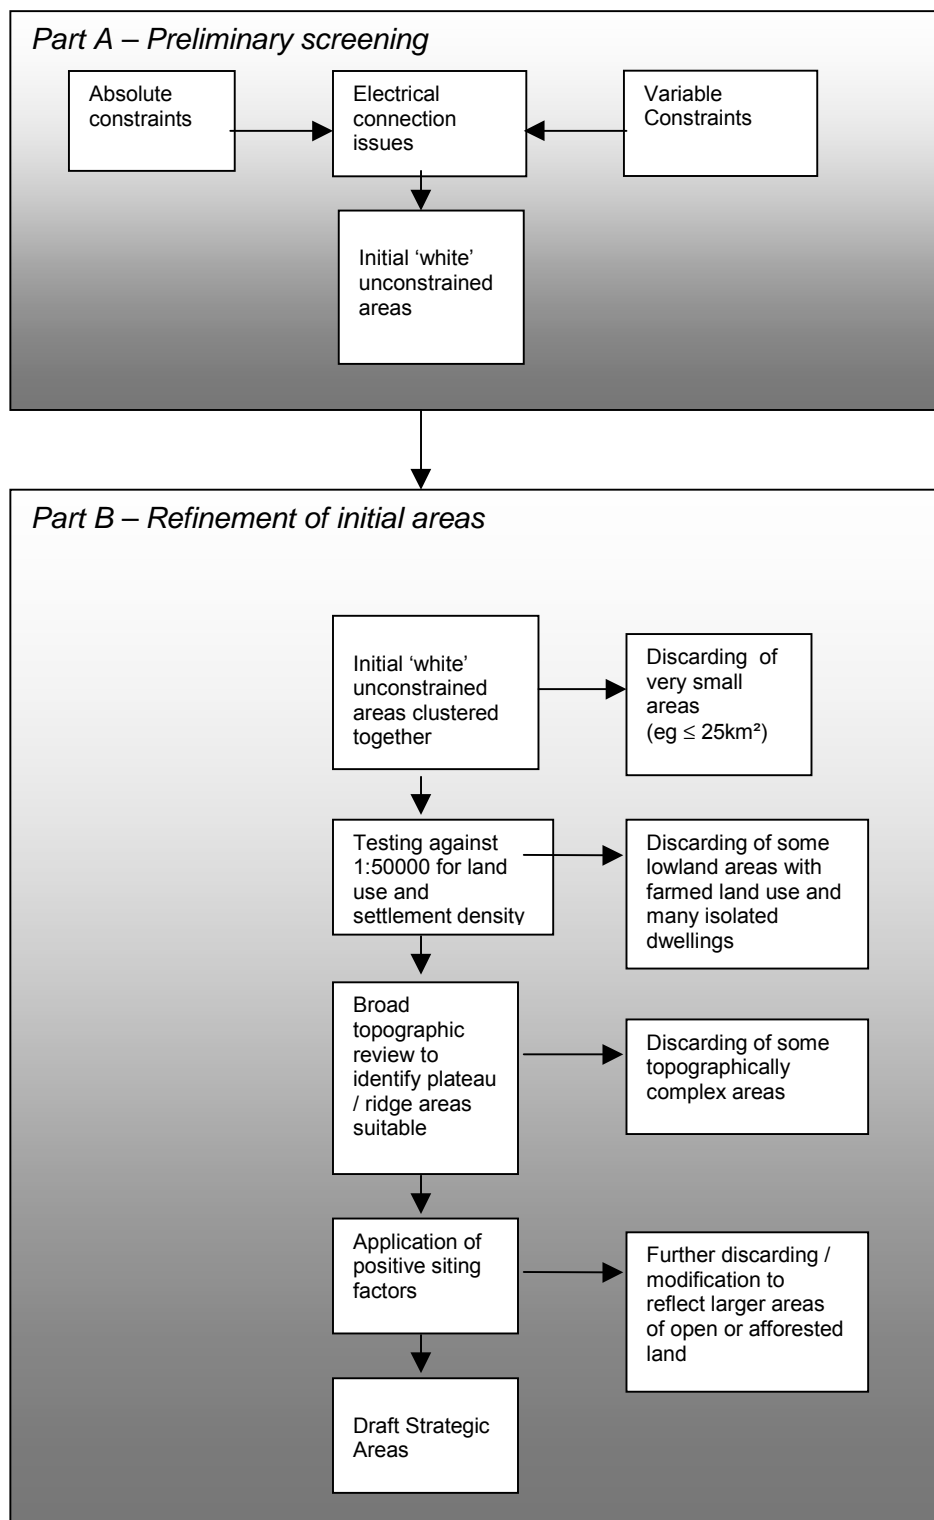 Part A – Preliminary screening
Absolute
constraints
Electrical
connection
issues
Variable
Constraints
Initial ‘white’
unconstrained
areas
Part B – Refinement of initial areas
Initial ‘white’
unconstrained
areas clustered
together
Discarding of
very small
areas
(eg ≤ 25km²)
Testing against
1:50000 for land
use and
settlement density
Discarding of some
lowland areas with
farmed land use and
many isolated
dwellings
Broad
topographic
review to
identify plateau
/ ridge areas
suitable
Discarding of some
topographically
complex areas
Application of
positive siting
factors
Further discarding /
modification to
reflect larger areas
of open or afforested
land
Draft Strategic
Areas